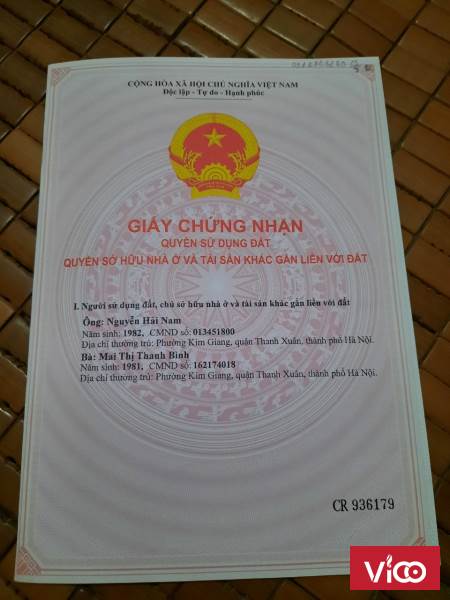 CỘNG HÒA XÃ HỘI CHỦ NGHĨA VIỆT NAM
Độc lập - Tự do - Hạnh phúc
GIẤY CHỨNG NHẬN
QUYỀN SỬ DỤNG ĐẤT
QUYỀN SỞ HỮU NHÀ Ở VÀ TÀI SẢN KHÁC GẮN LIỀN VỚI ĐẤT
I. Người sử dụng đất, chủ sở hữu nhà ở và tài sản khác gắn liền với đất
Ông: Nguyễn Hải Nam
Năm sinh: 1982, CMND số: 013451800
Địa chỉ thường trú: Phường Kim Giang, quận Thanh Xuân, thành phố Hà Nội.
Bà: Mai Thị Thanh Bình
Năm sinh: 1981, CMND số: 162174018
Địa chỉ thường trú: Phường Kim Giang, quận Thanh Xuân, thành phố Hà Nội.
CR 936179
Vico